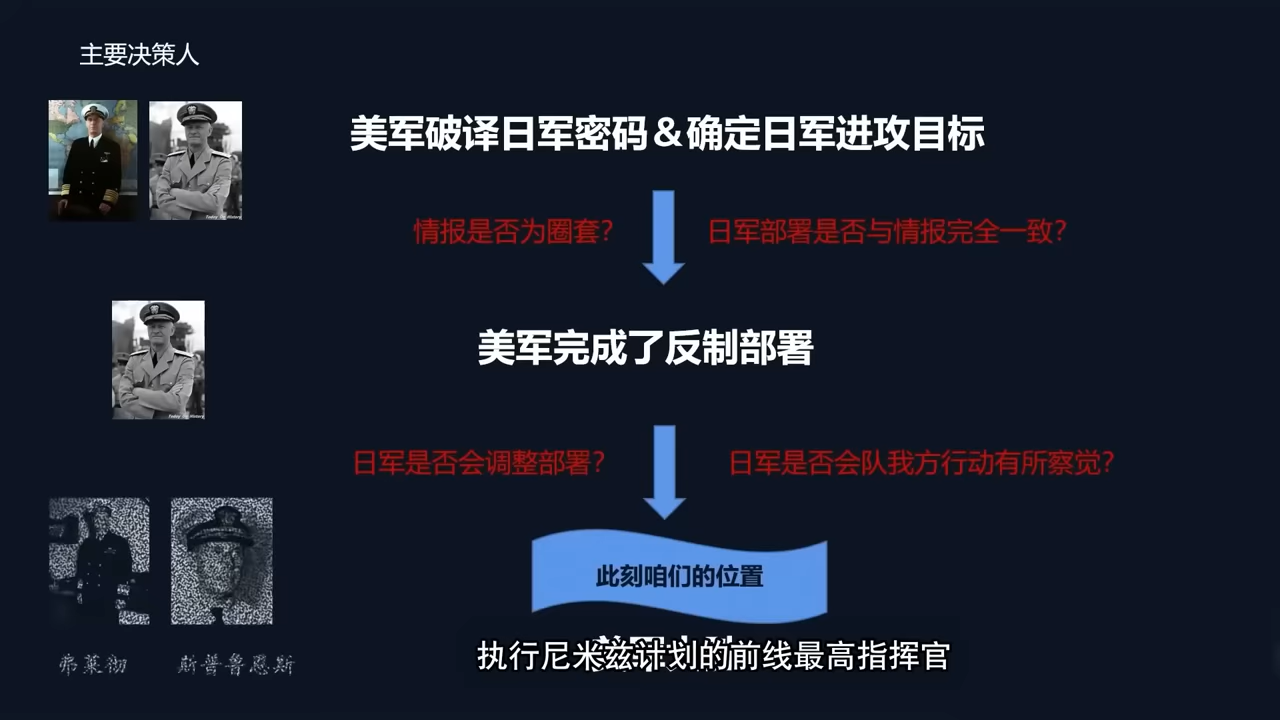 主要决策人
美军破译日军密码&确定日军进攻目标
情报是否为圈套?
日军部署是否与情报完全一致?
美军完成了反制部署
日军是否会调整部署?
日军是否会队我方行动有所察觉?
此刻咱们的位置
执行尼米兹计划的前线最高指挥官
弗莱彻
斯普鲁恩斯